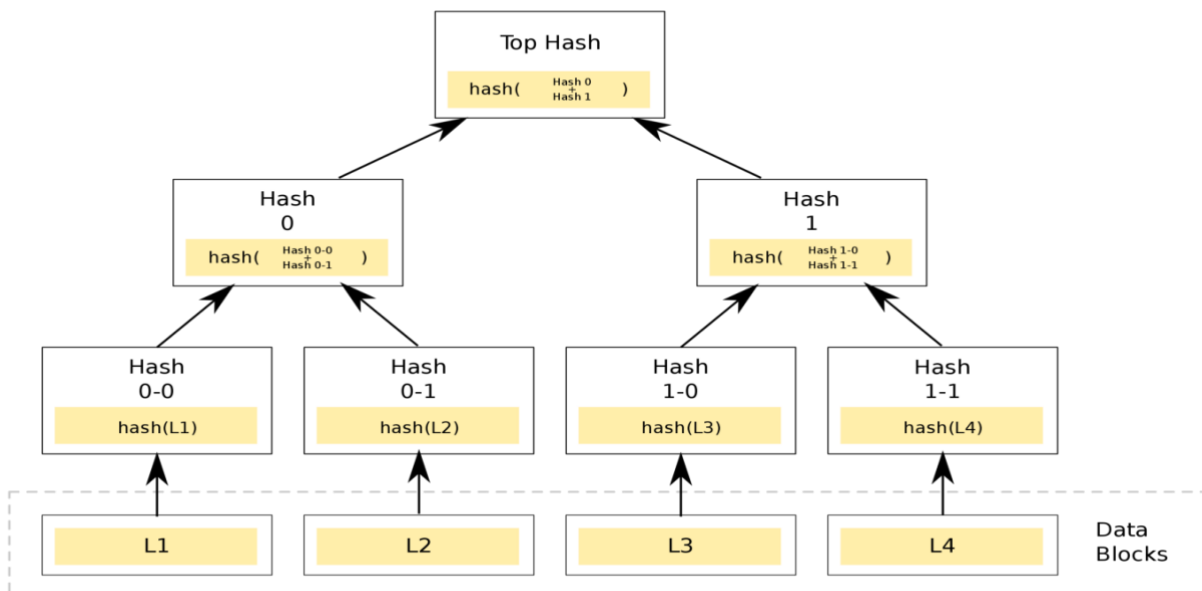 Top Hash
hash( Hash 0 + Hash 1 )
Hash
0
hash( Hash 0-0 + Hash 0-1 )
Hash
1
hash( Hash 1-0 + Hash 1-1 )
Hash
0-0
hash(L1)
Hash
0-1
hash(L2)
Hash
1-0
hash(L3)
Hash
1-1
hash(L4)
L1
L2
L3
L4
Data
Blocks